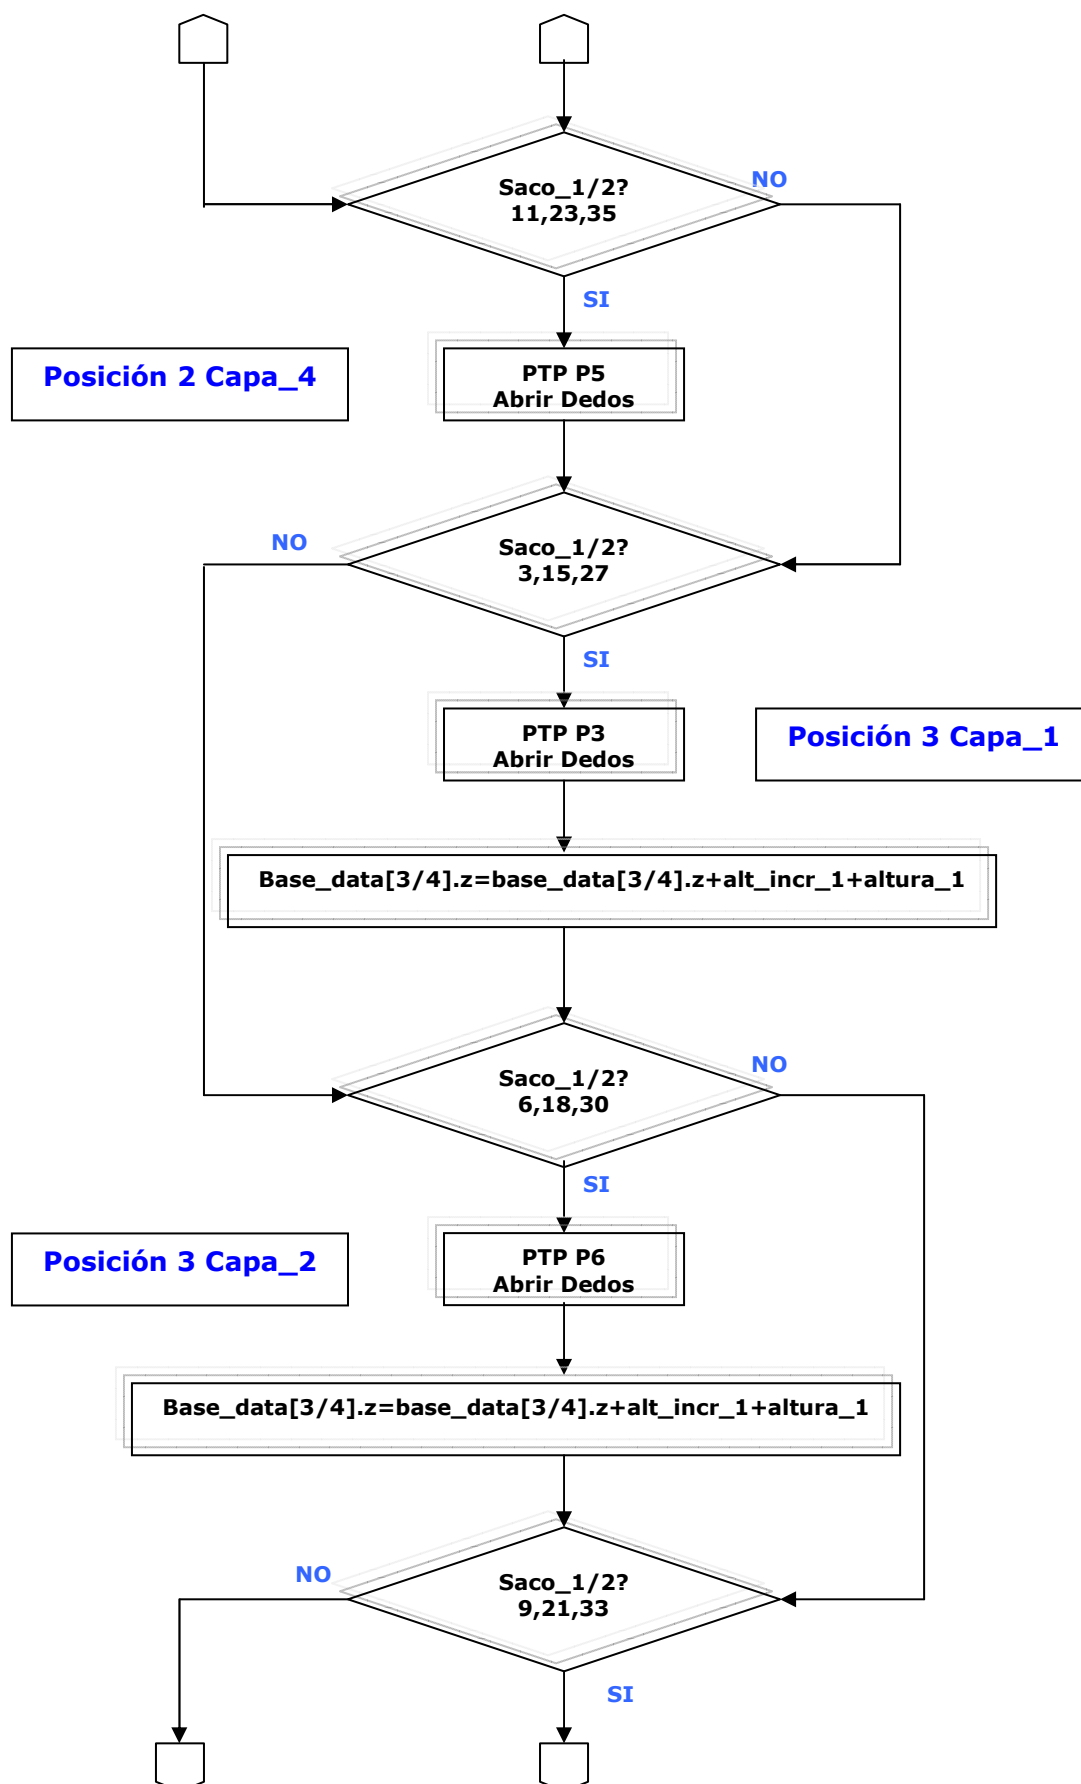 Saco_1/2?
11,23,35
NO
SI
Posición 2 Capa_4
PTP P5
Abrir Dedos
NO
Saco_1/2?
3,15,27
SI
PTP P3
Abrir Dedos
Posición 3 Capa_1
Base_data[3/4].z=base_data[3/4].z+alt_incr_1+altura_1
Saco_1/2?
6,18,30
NO
SI
Posición 3 Capa_2
PTP P6
Abrir Dedos
Base_data[3/4].z=base_data[3/4].z+alt_incr_1+altura_1
NO
Saco_1/2?
9,21,33
SI